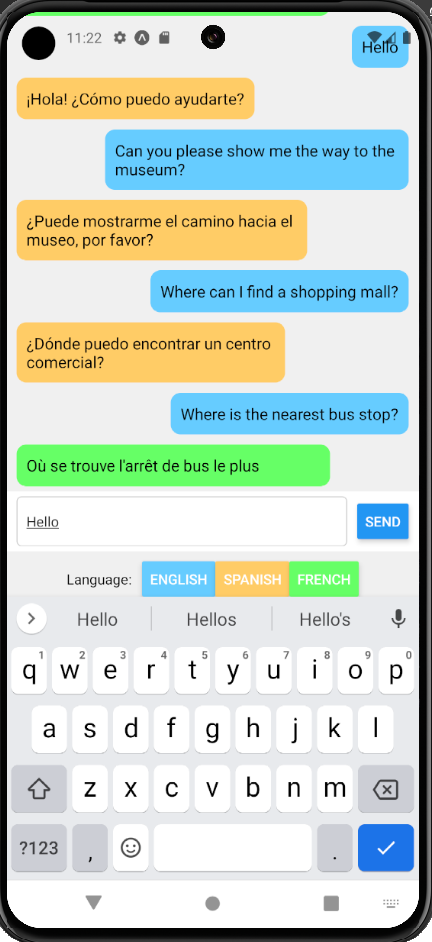 11:22
Hello
¡Hola! ¿Cómo puedo ayudarte?
Can you please show me the way to the
museum?
¿Puede mostrarme el camino hacia el
museo, por favor?
Where can I find a shopping mall?
¿Dónde puedo encontrar un centro
comercial?
Where is the nearest bus stop?
Où se trouve l'arrêt de bus le plus
Hello
SEND
Language: ENGLISH SPANISH FRENCH
Hello Hellos Hello's
1 2 3 4 5 6 7 8 9 0
q w e r t y u i o p
a s d f g h j k l
z x c v b n m
?123 , .